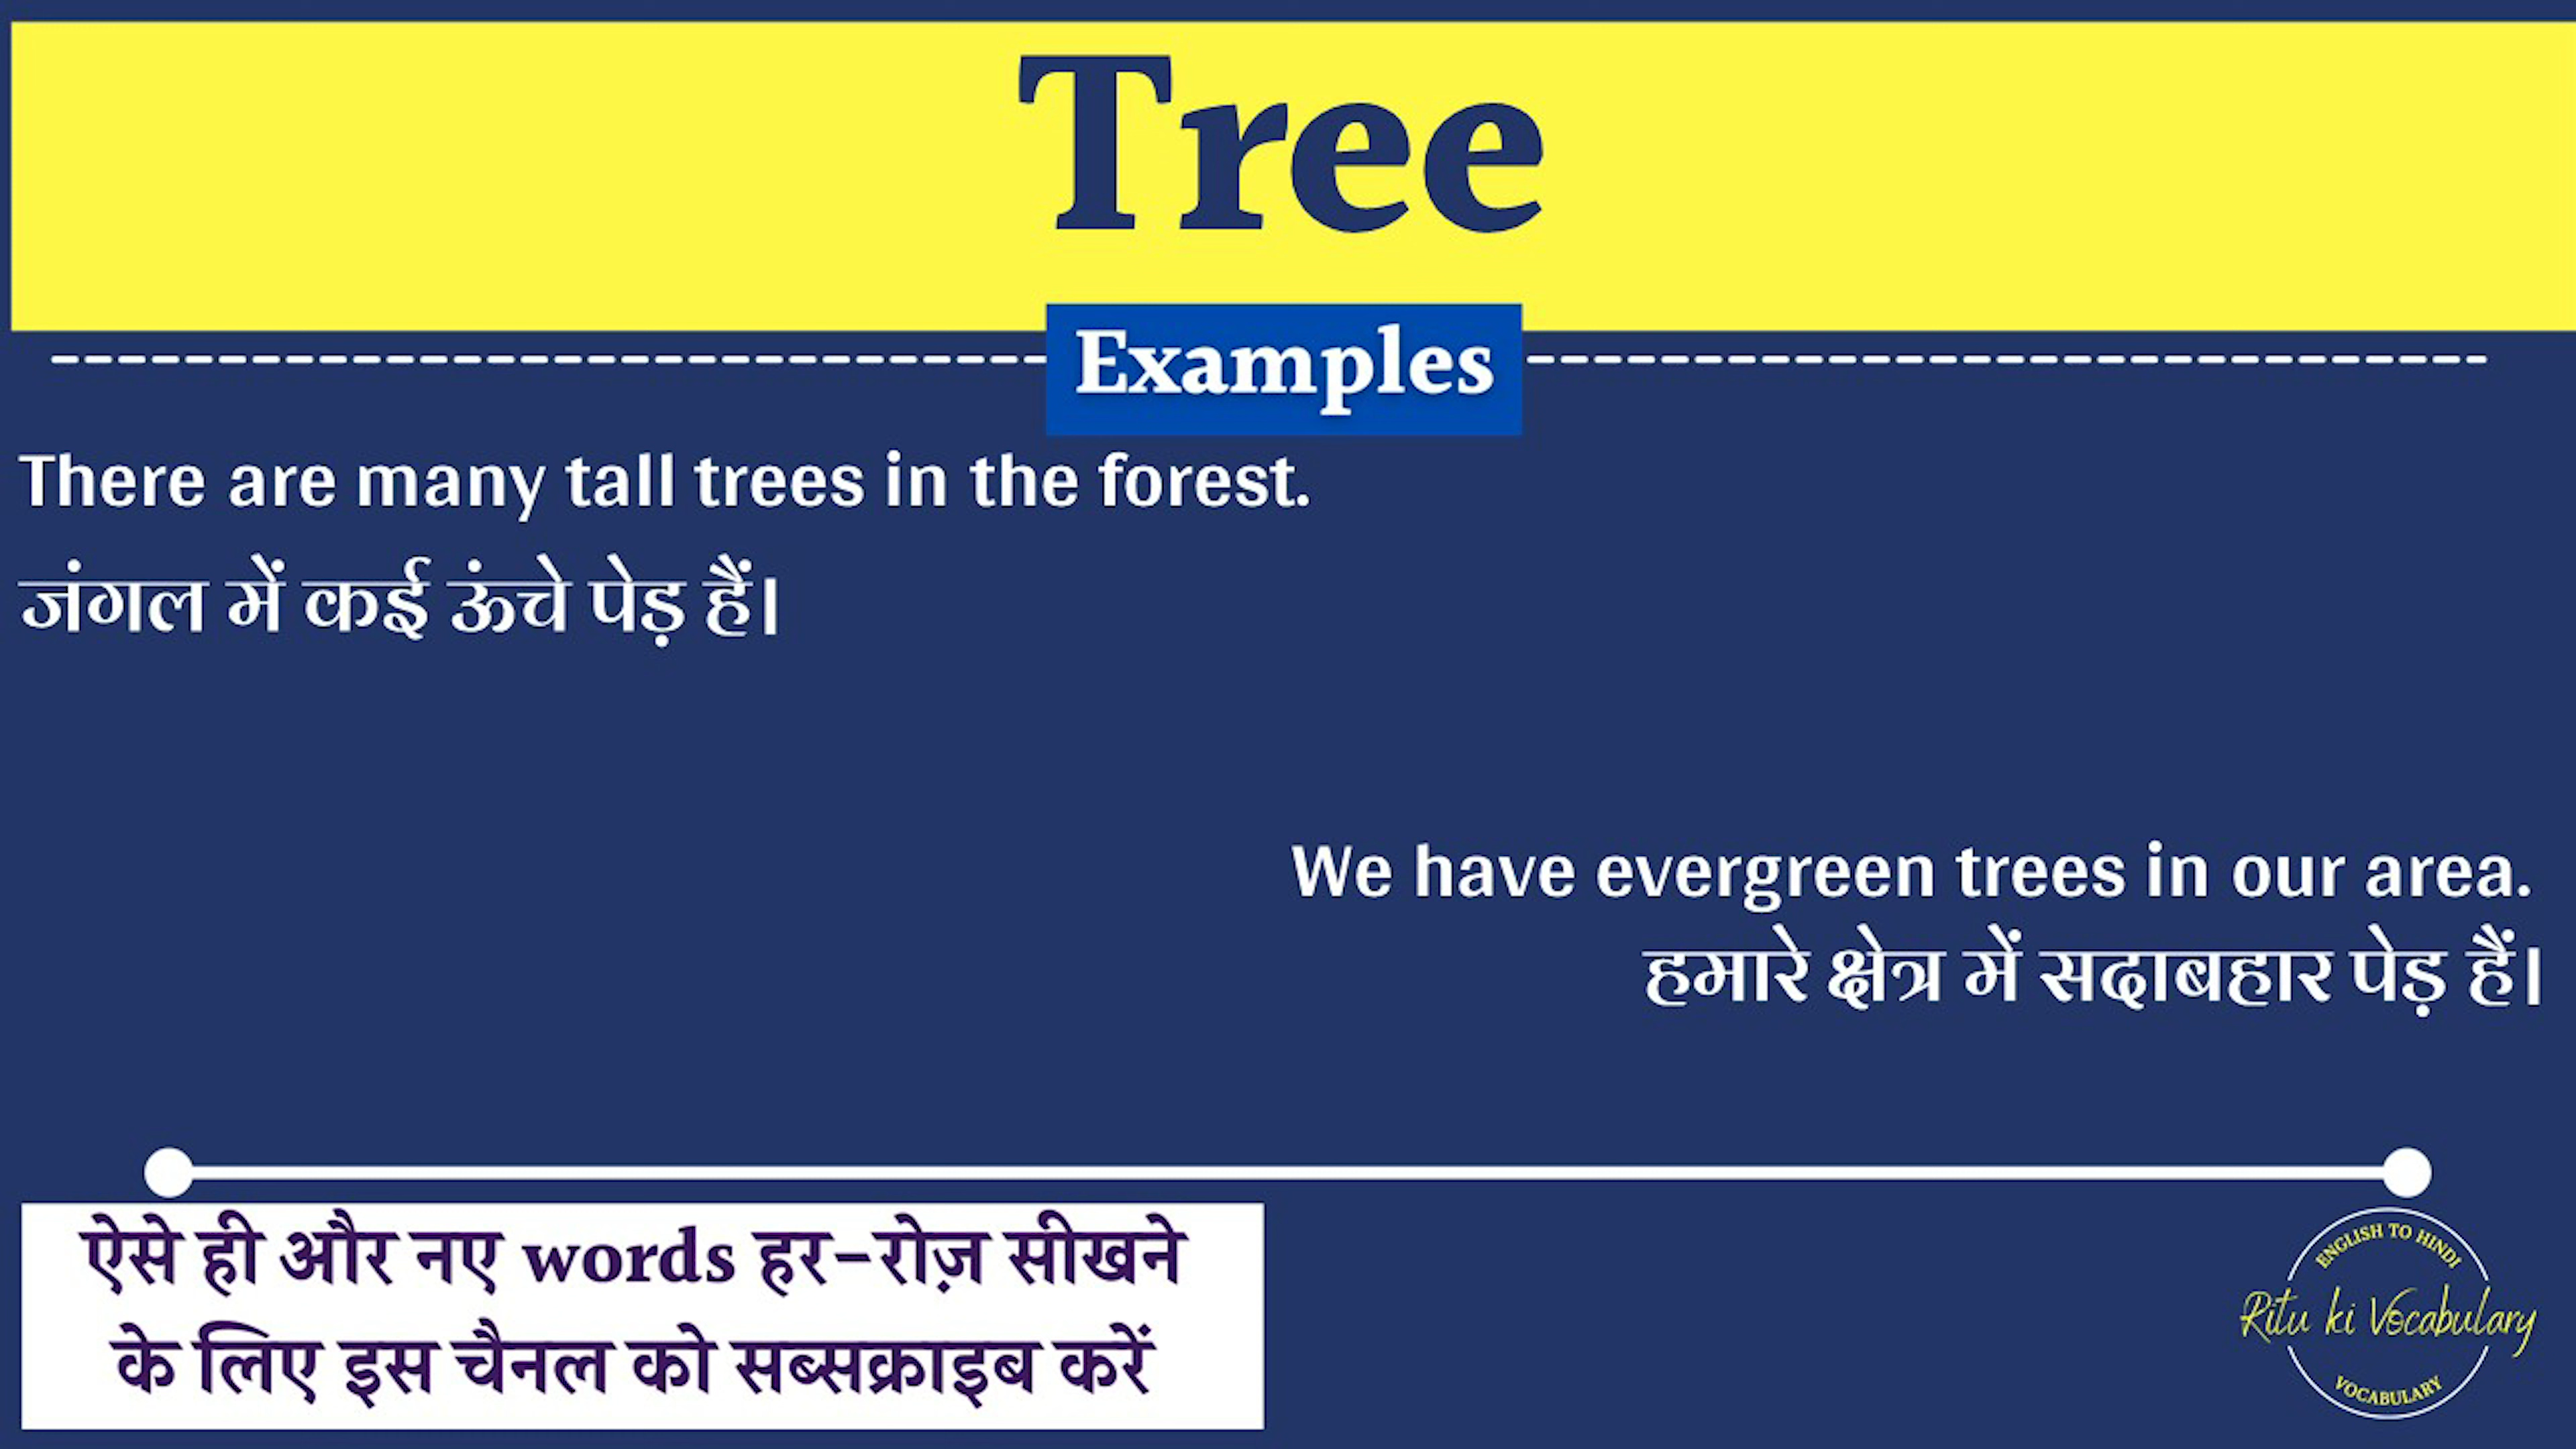 Tree
Examples
There are many tall trees in the forest.
जंगल में कई ऊंचे पेड़ हैं।
We have evergreen trees in our area.
हमारे क्षेत्र में सदाबहार पेड़ हैं।
ऐसे ही और नए words हर-रोज़ सीखने
के लिए इस चैनल को सब्सक्राइब करें
ENGLISH TO HINDI
Ritu ki Vocabulary
VOCABULARY